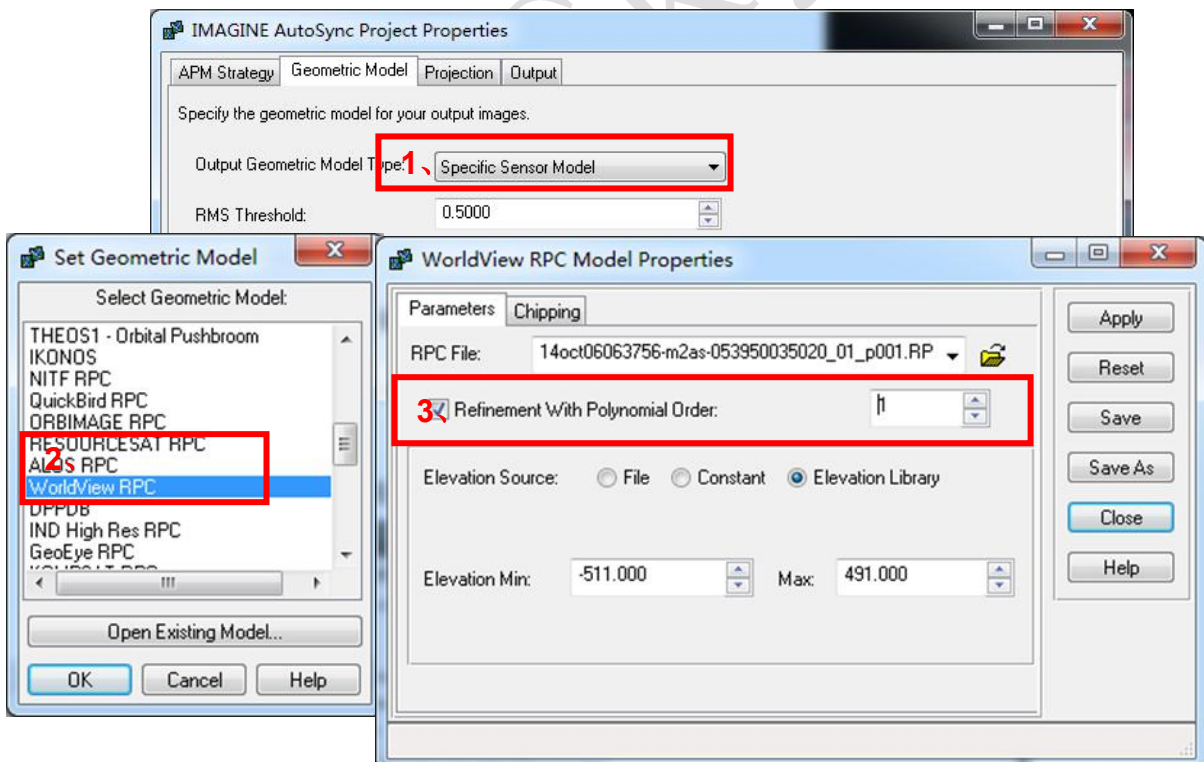 IMAGINE AutoSync Project Properties
APM Strategy Geometric Model Projection Output
Specify the geometric model for your output images.
Output Geometric Model Type: 1、 Specific Sensor Model
RMS Threshold: 0.5000
Set Geometric Model
Select Geometric Model:
THEOS1 - Orbital Pushbroom
IKONOS
NITF RPC
QuickBird RPC
ORBIMAGE RPC
RESOURCESAT RPC
2、
ALOS RPC
WorldView RPC
DPPDB
IND High Res RPC
GeoEye RPC
Open Existing Model...
OK Cancel Help
WorldView RPC Model Properties
Parameters Chipping
RPC File: 14oct06063756-m2as-053950035020_01_p001.RP
3、 Refinement With Polynomial Order: 1
Elevation Source: File Constant Elevation Library
Elevation Min: -511.000 Max: 491.000
Apply
Reset
Save
Save As
Close
Help